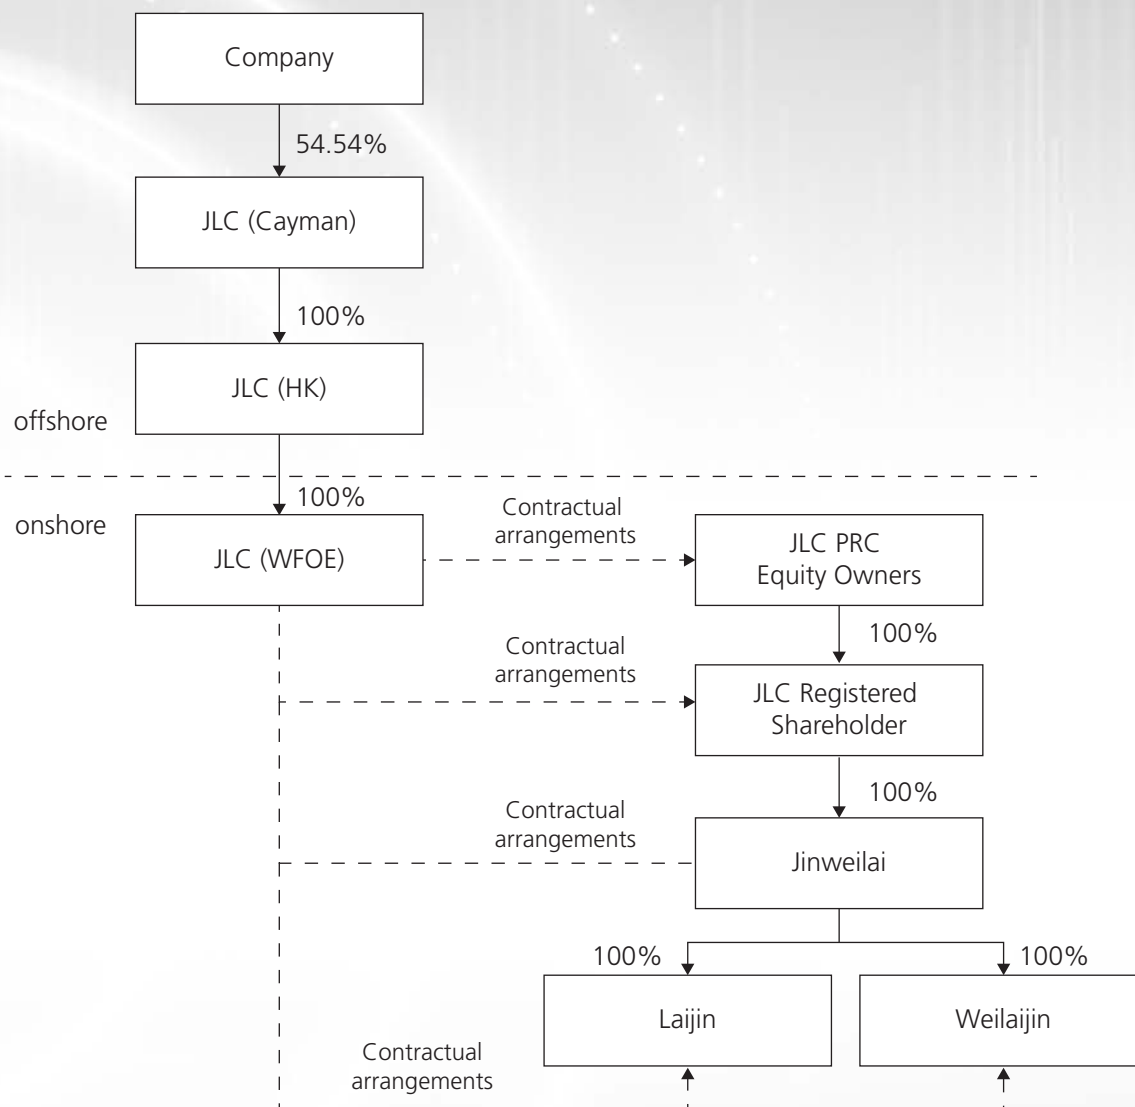 Company
54.54%
JLC (Cayman)
100%
JLC (HK)
offshore
100%
onshore
Contractual
arrangements
JLC (WFOE)
JLC PRC
Equity Owners
100%
Contractual
arrangements
JLC Registered
Shareholder
100%
Contractual
arrangements
Jinweilai
100%
100%
Laijin
Weilaijin
Contractual
arrangements